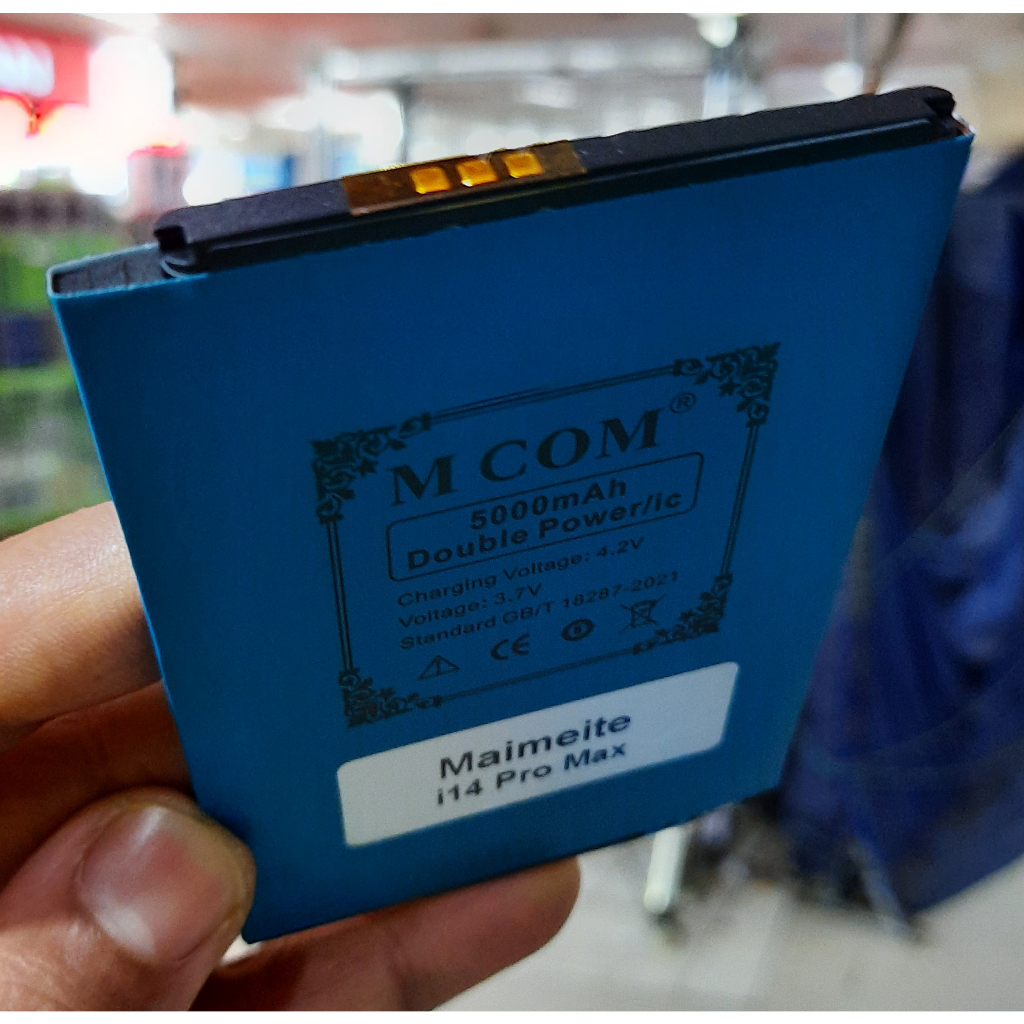 M COM®
5000mAh
Double Power/ic
Charging Voltage: 4.2V
Voltage: 3.7V
Standard GB/T 18287-2021
CE
Maimeite
i14 Pro Max